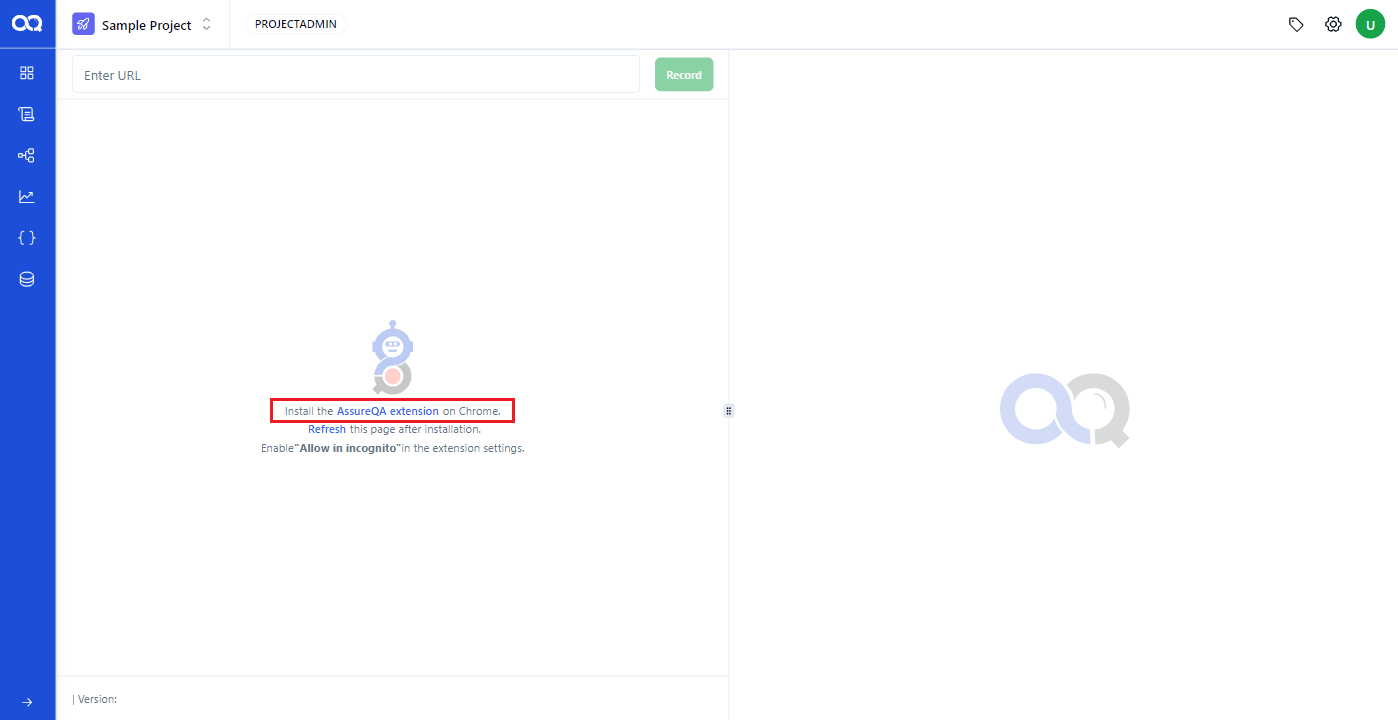 Sample Project
PROJECTADMIN
U
Enter URL
Record
Install the AssureQA extension on Chrome.
Refresh this page after installation.
Enable"Allow in incognito"in the extension settings.
| Version: